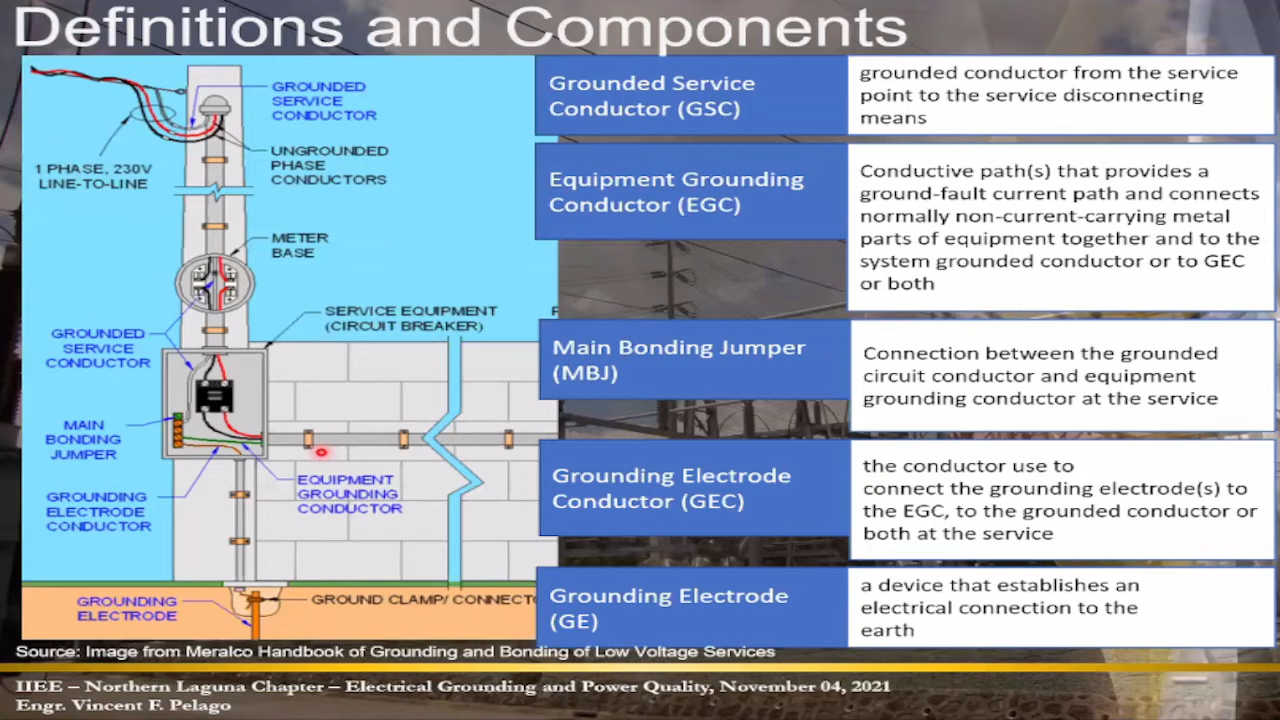 Definitions and Components
GROUNDED
SERVICE
CONDUCTOR
UNGROUNDED
PHASE
CONDUCTORS
1 PHASE, 230V
LINE-TO-LINE
METER
BASE
SERVICE EQUIPMENT
(CIRCUIT BREAKER)
GROUNDED
SERVICE
CONDUCTOR
MAIN
BONDING
JUMPER
EQUIPMENT
GROUNDING
CONDUCTOR
GROUNDING
ELECTRODE
CONDUCTOR
GROUNDING
ELECTRODE
GROUND CLAMP/ CONNECTO
Grounded Service
Conductor (GSC)
grounded conductor from the service
point to the service disconnecting
means
Equipment Grounding
Conductor (EGC)
Conductive path(s) that provides a
ground-fault current path and connects
normally non-current-carrying metal
parts of equipment together and to the
system grounded conductor or to GEC
or both
Main Bonding Jumper
(MBJ)
Connection between the grounded
circuit conductor and equipment
grounding conductor at the service
Grounding Electrode
Conductor (GEC)
the conductor use to
connect the grounding electrode(s) to
the EGC, to the grounded conductor or
both at the service
Grounding Electrode
(GE)
a device that establishes an
electrical connection to the
earth
Source: Image from Meralco Handbook of Grounding and Bonding of Low Voltage Services
IIEE – Northern Laguna Chapter – Electrical Grounding and Power Quality, November 04, 2021
Engr. Vincent F. Pelago